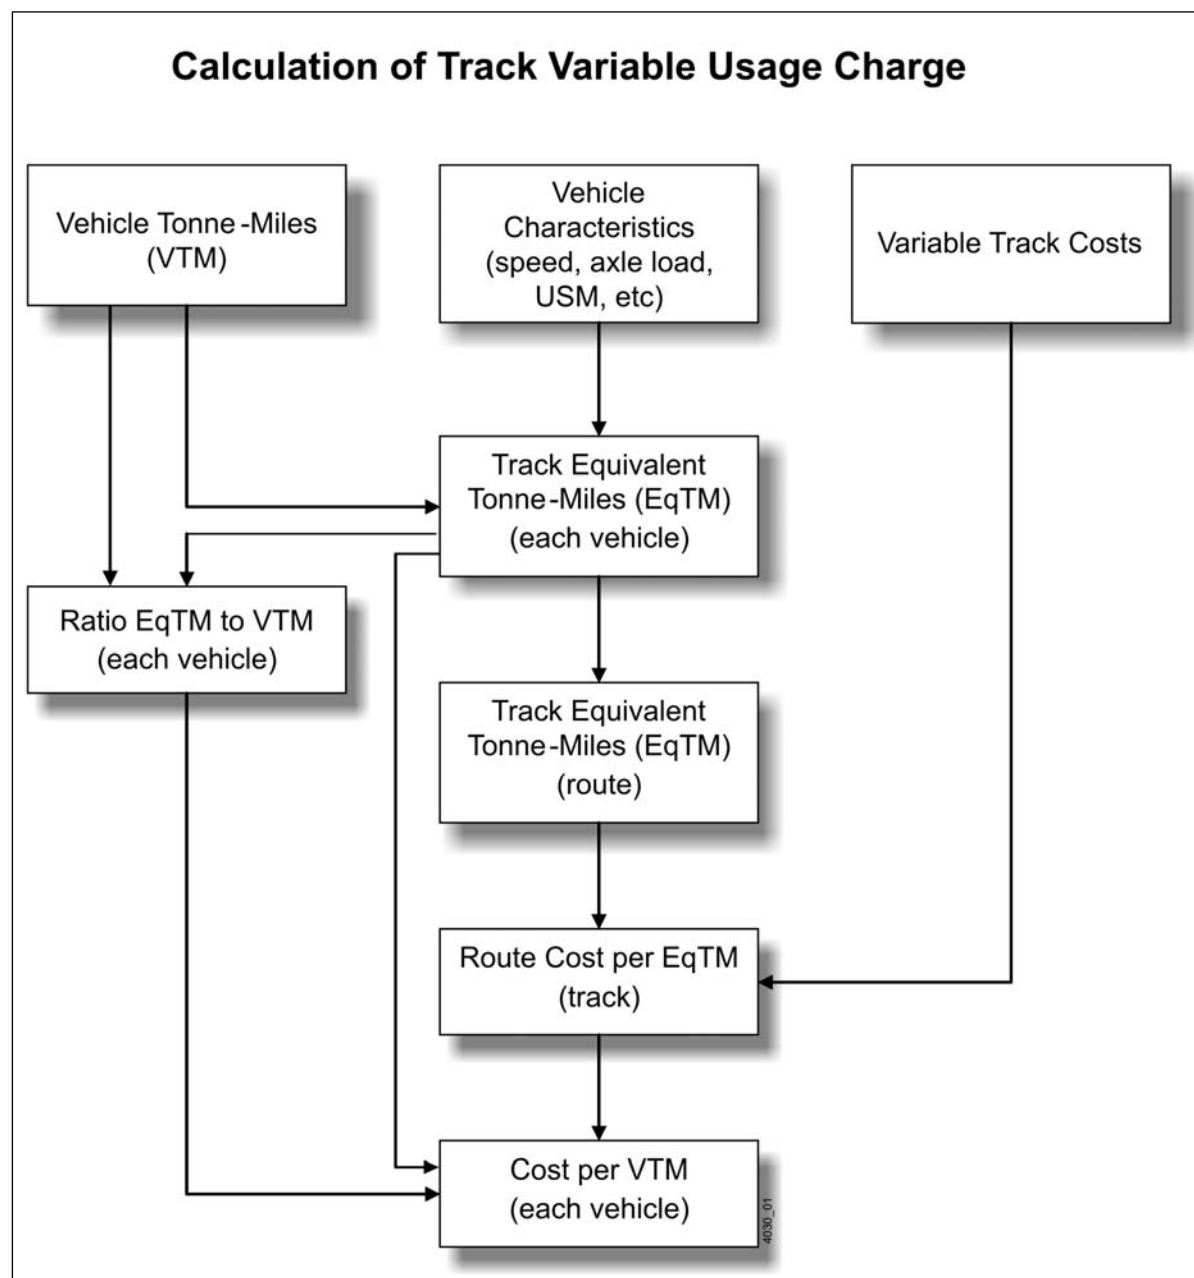 Calculation of Track Variable Usage Charge
Vehicle Tonne-Miles
(VTM)
Vehicle
Characteristics
(speed, axle load,
USM, etc)
Variable Track Costs
Track Equivalent
Tonne-Miles (EqTM)
(each vehicle)
Ratio EqTM to VTM
(each vehicle)
Track Equivalent
Tonne-Miles (EqTM)
(route)
Route Cost per EqTM
(track)
Cost per VTM
(each vehicle)
4030_01